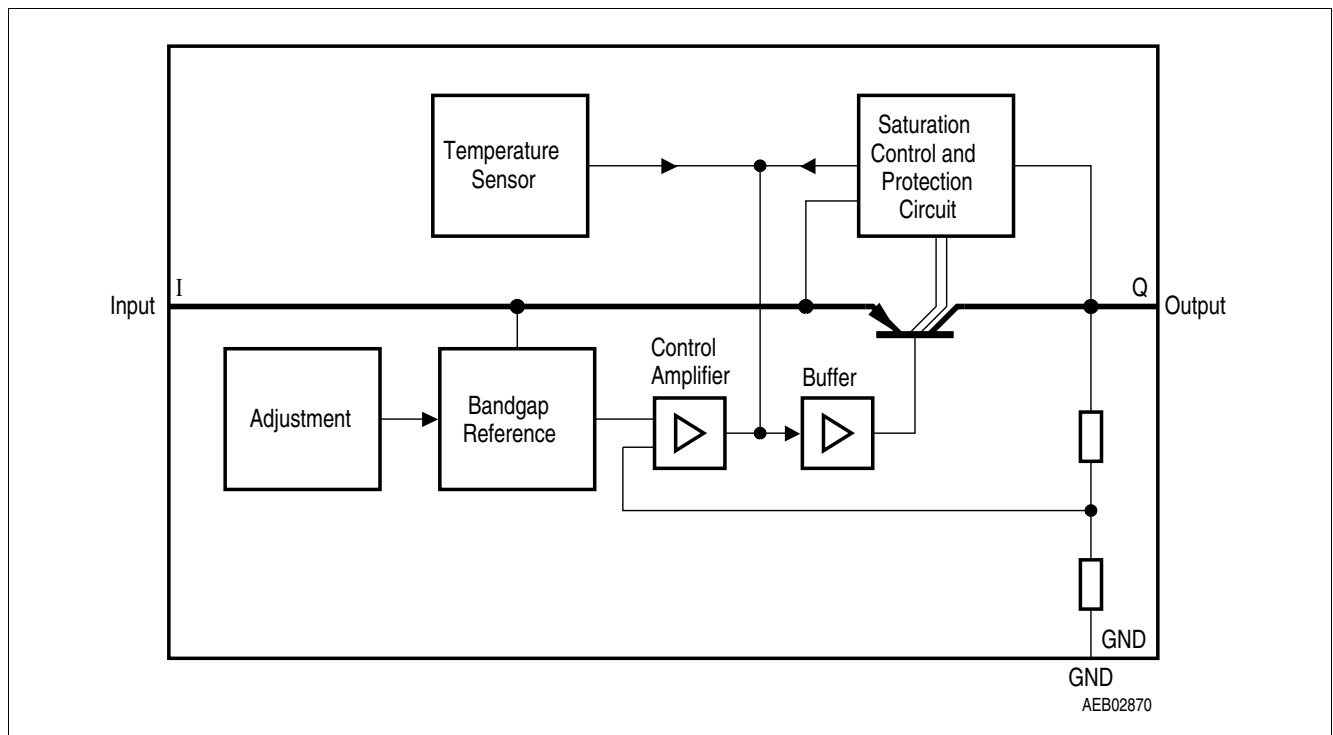 Temperature
Sensor
Saturation
Control and
Protection
Circuit
I
Input
Q
Output
Adjustment
Bandgap
Reference
Control
Amplifier
Buffer
GND
GND
AEB02870